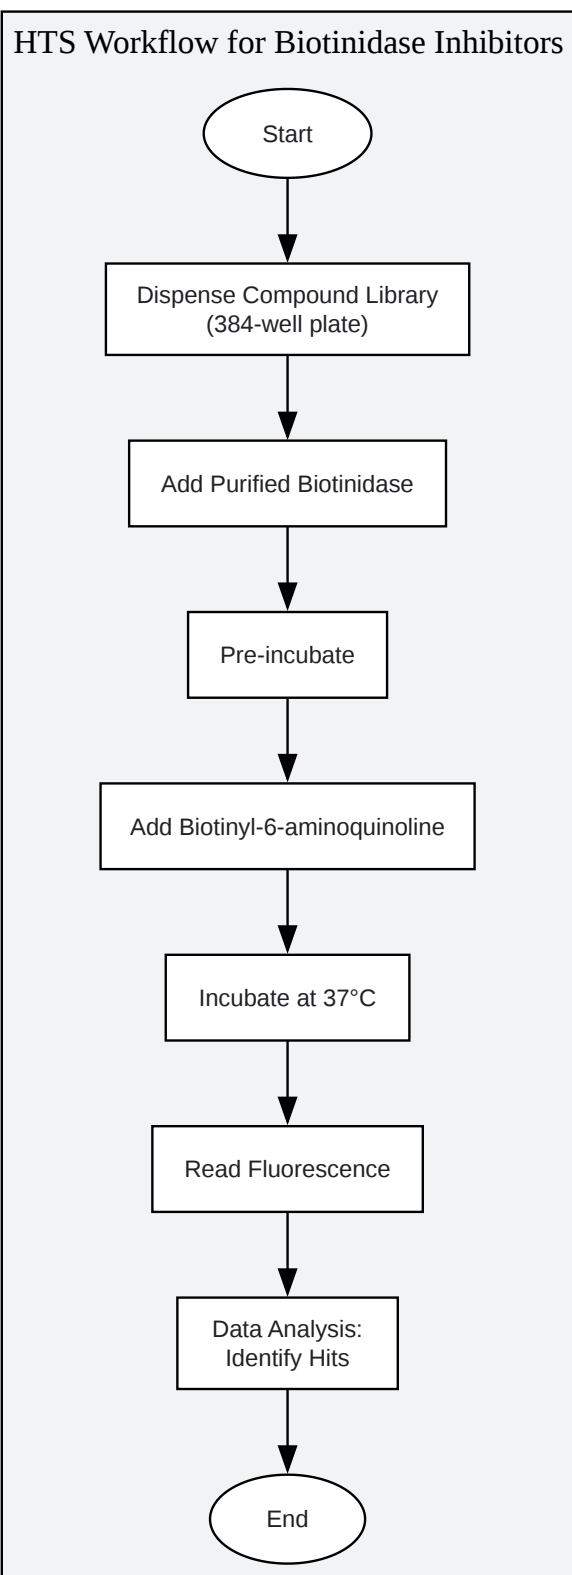 HTS Workflow for Biotinidase Inhibitors
Start
Dispense Compound Library
(384-well plate)
Add Purified Biotinidase
Pre-incubate
Add Biotinyl-6-aminoquinoline
Incubate at 37°C
Read Fluorescence
Data Analysis:
Identify Hits
End